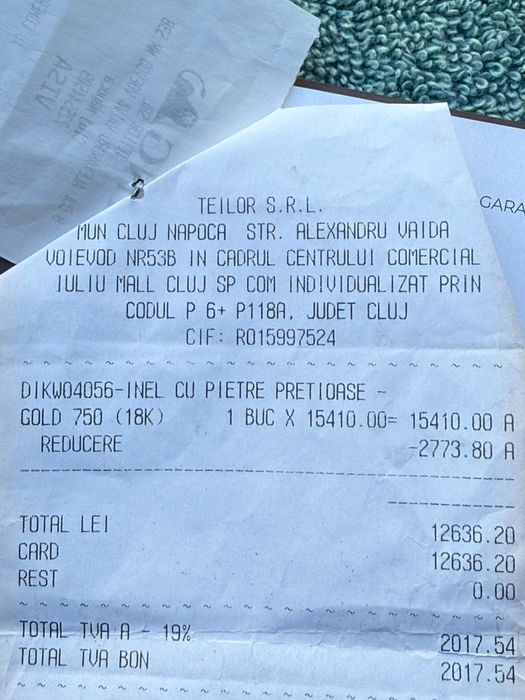 TEILOR S.R.L.
MUN CLUJ NAPOCA STR. ALEXANDRU VAIDA
VOIEVOD NR53B IN CADRUL CENTRULUI COMERCIAL
IULIU MALL CLUJ SP COM INDIVIDUALIZAT PRIN
CODUL P 6+ P118A, JUDET CLUJ
CIF: RO15997524
DIKW04056-INEL CU PIETRE PRETIOASE -
GOLD 750 (18K) 1 BUC X 15410.00= 15410.00 A
REDUCERE -2773.80 A
TOTAL LEI 12636.20
CARD 12636.20
REST 0.00
TOTAL TVA A - 19% 2017.54
TOTAL TVA BON 2017.54
GARA
VISA